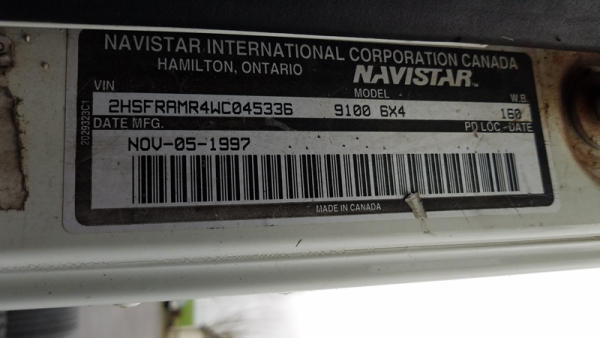 NAVISTAR INTERNATIONAL CORPORATION CANADA
HAMILTON, ONTARIO NAVISTAR
VIN MODEL W.B.
2HSFRAMR4WC045336 9100 6X4 160
DATE MFG. PD LOC - DATE
NOV-05-1997
MADE IN CANADA
2029323C1